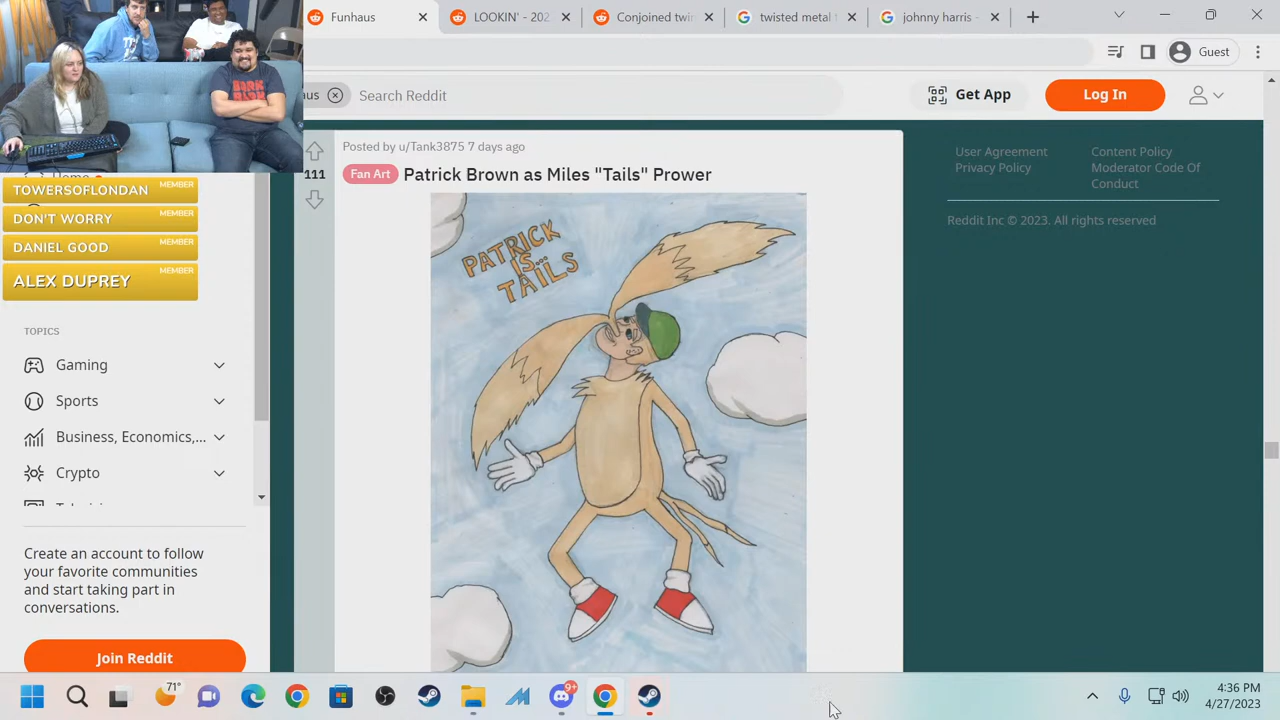 Funhaus
LOOKIN' - 202
Conjoined twin
twisted metal t
phnny harris -
Guest
aus
Search Reddit
Get App
Log In
Posted by u/Tank3875 7 days ago
111
Fan Art
Patrick Brown as Miles "Tails" Prower
User Agreement
Privacy Policy
Content Policy
Moderator Code Of
Conduct
Reddit Inc © 2023. All rights reserved
TOWERSOFLONDAN MEMBER
DON'T WORRY MEMBER
DANIEL GOOD MEMBER
ALEX DUPREY MEMBER
PATRICK
IS...
TAILS
TOPICS
Gaming
Sports
Business, Economics,...
Crypto
Create an account to follow
your favorite communities
and start taking part in
conversations.
Join Reddit
71°
9+
4:36 PM
4/27/2023